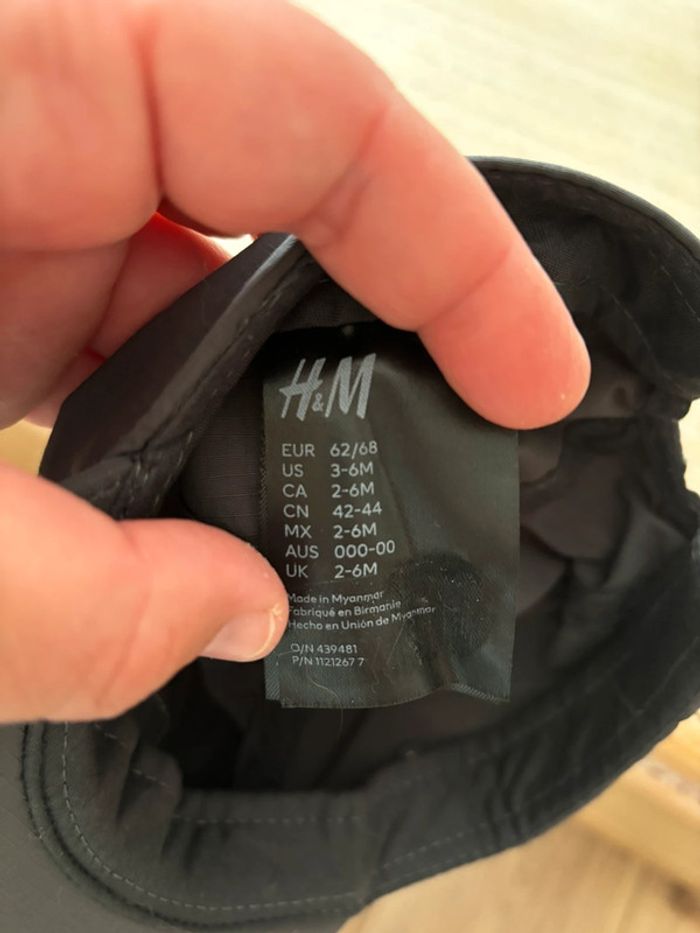 H&M
EUR 62/68
US 3-6M
CA 2-6M
CN 42-44
MX 2-6M
AUS 000-00
UK 2-6M
Made in Myanmar
Fabriqué en Birmanie
Hecho en Unión de Myanmar
O/N 439481
P/N 1121267 7